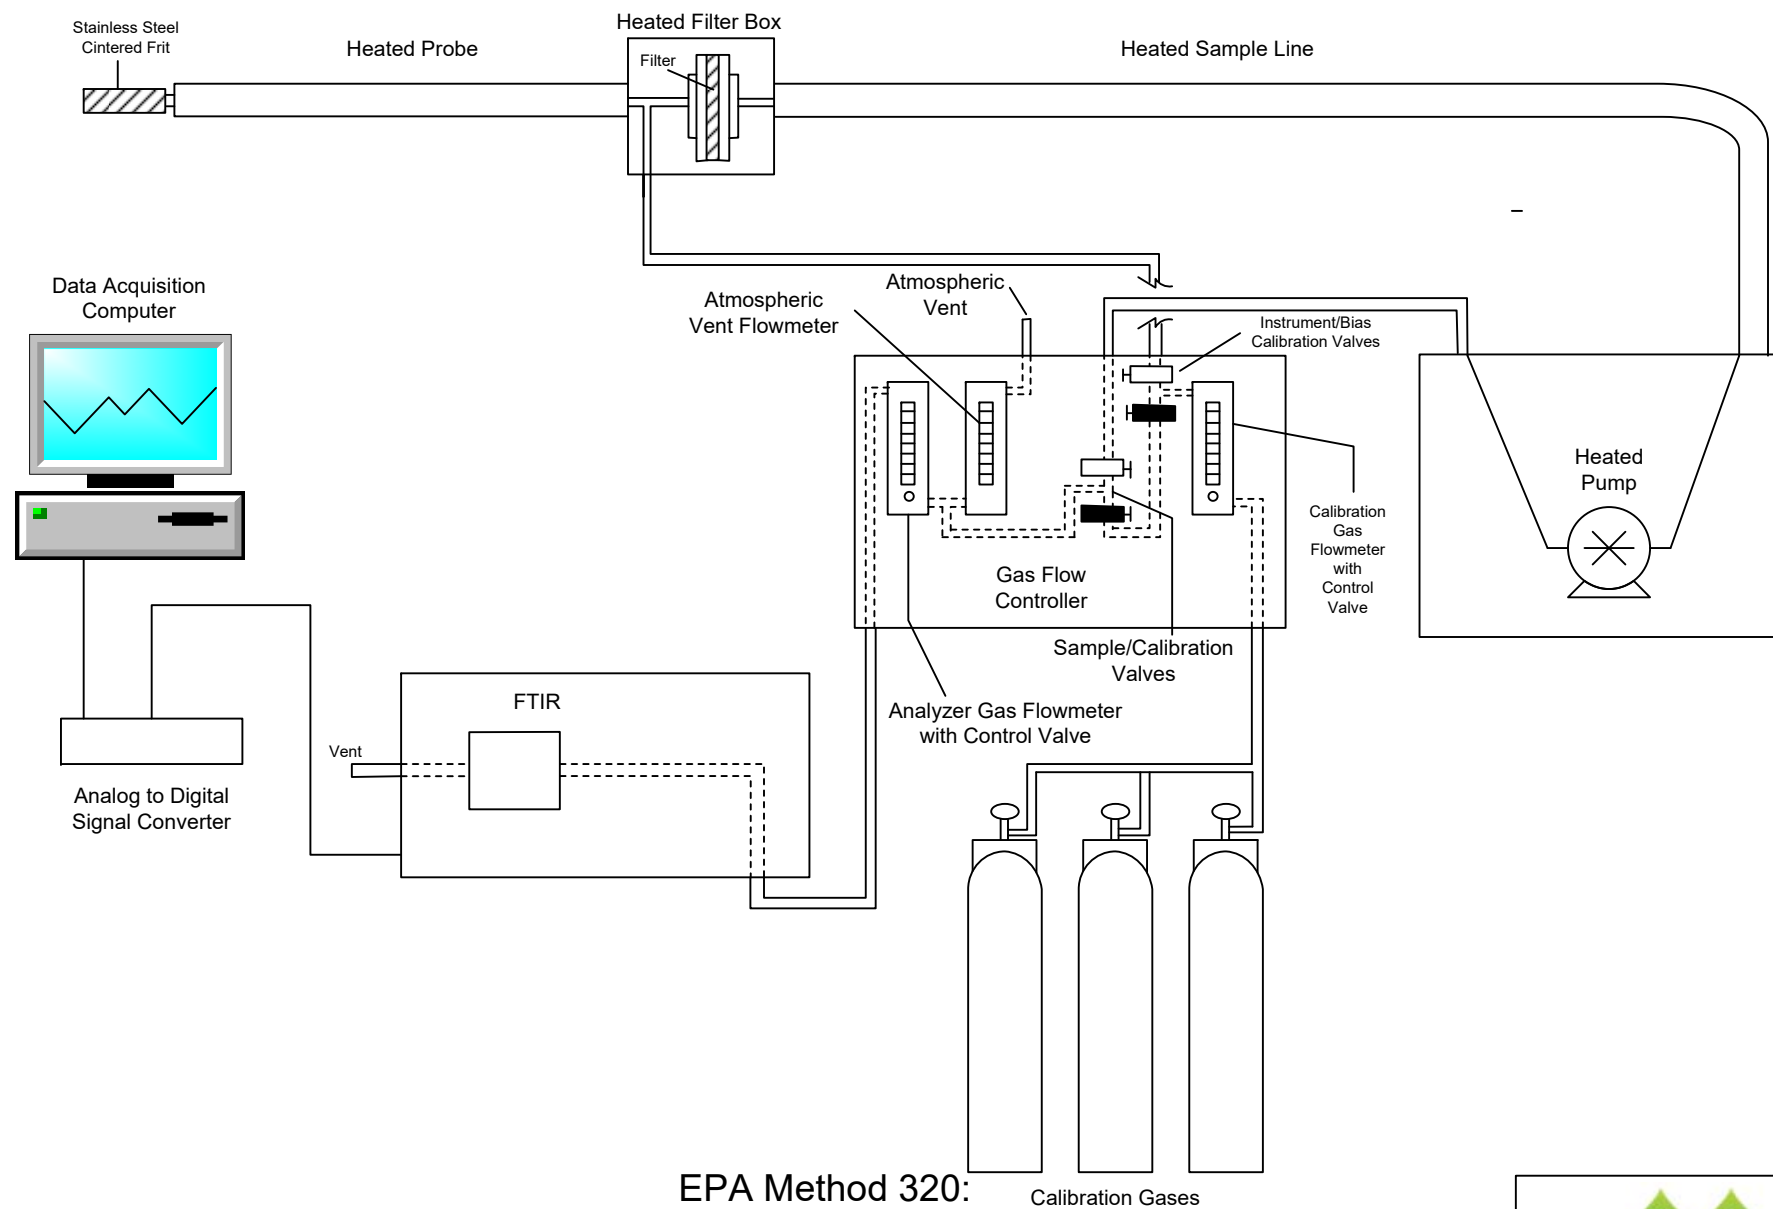 Stainless Steel
Cintered Frit
Heated Probe
Heated Filter Box
Filter
Heated Sample Line
Data Acquisition
Computer
Atmospheric
Vent Flowmeter
Atmospheric
Vent
Instrument/Bias
Calibration Valves
Heated
Pump
Calibration
Gas
Flowmeter
with
Control
Valve
Gas Flow
Controller
Sample/Calibration
Valves
Analyzer Gas Flowmeter
with Control Valve
FTIR
Vent
Analog to Digital
Signal Converter
EPA Method 320:
Calibration Gases